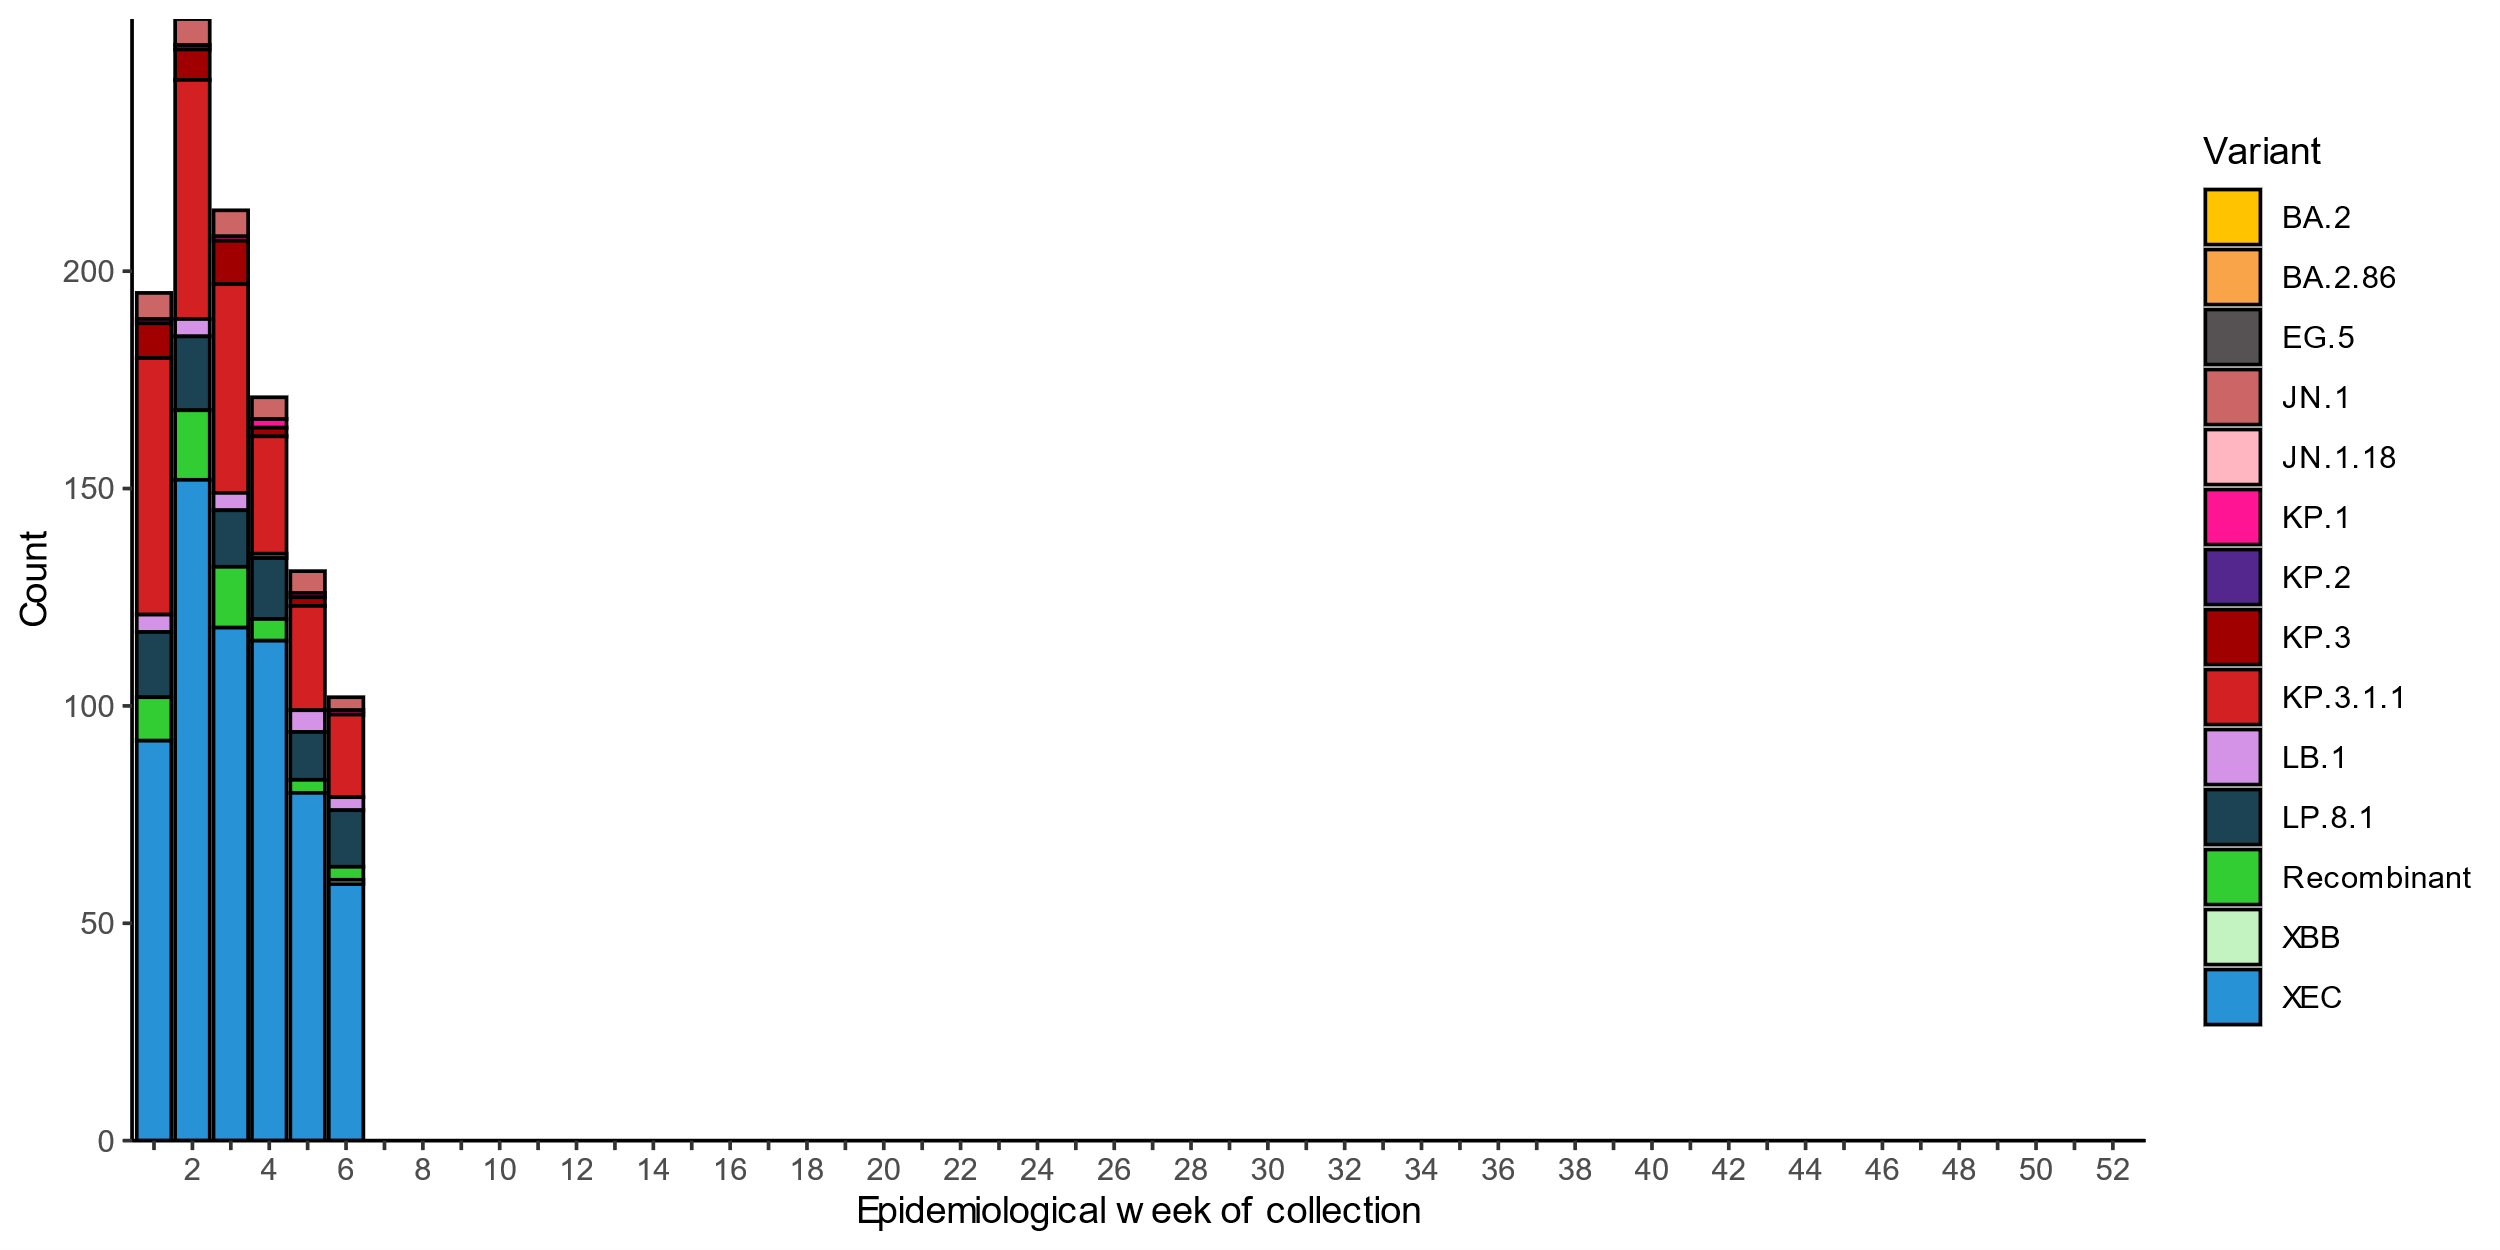 Count
200
150
100
50
0
2 4 6 8 10 12 14 16 18 20 22 24 26 28 30 32 34 36 38 40 42 44 46 48 50 52
Epidemiological week of collection
Variant
BA.2
BA.2.86
EG.5
JN.1
JN.1.18
KP.1
KP.2
KP.3
KP.3.1.1
LB.1
LP.8.1
Recombinant
XBB
XEC